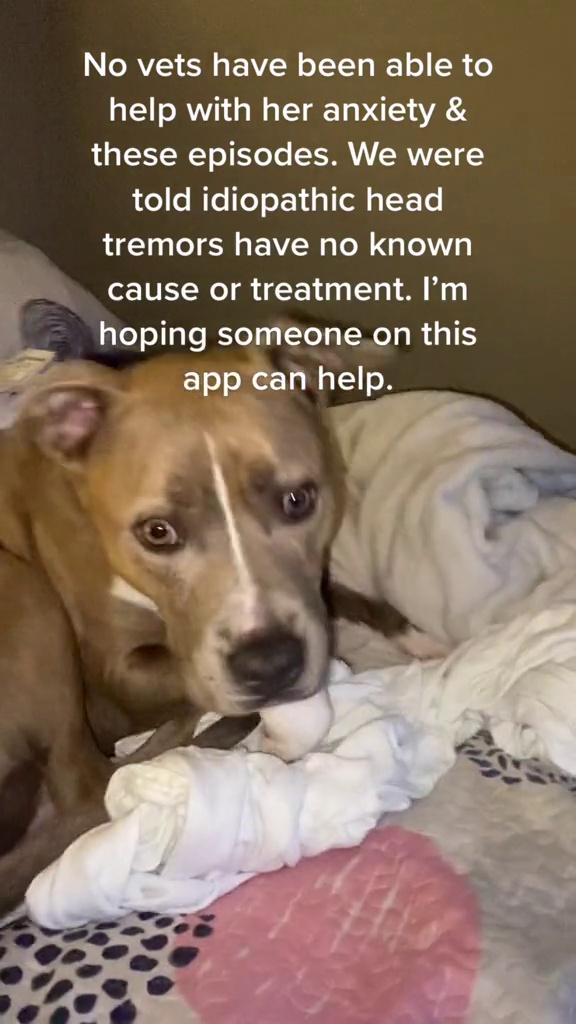 No vets have been able to
help with her anxiety &
these episodes. We were
told idiopathic head
tremors have no known
cause or treatment. I’m
hoping someone on this
app can help.